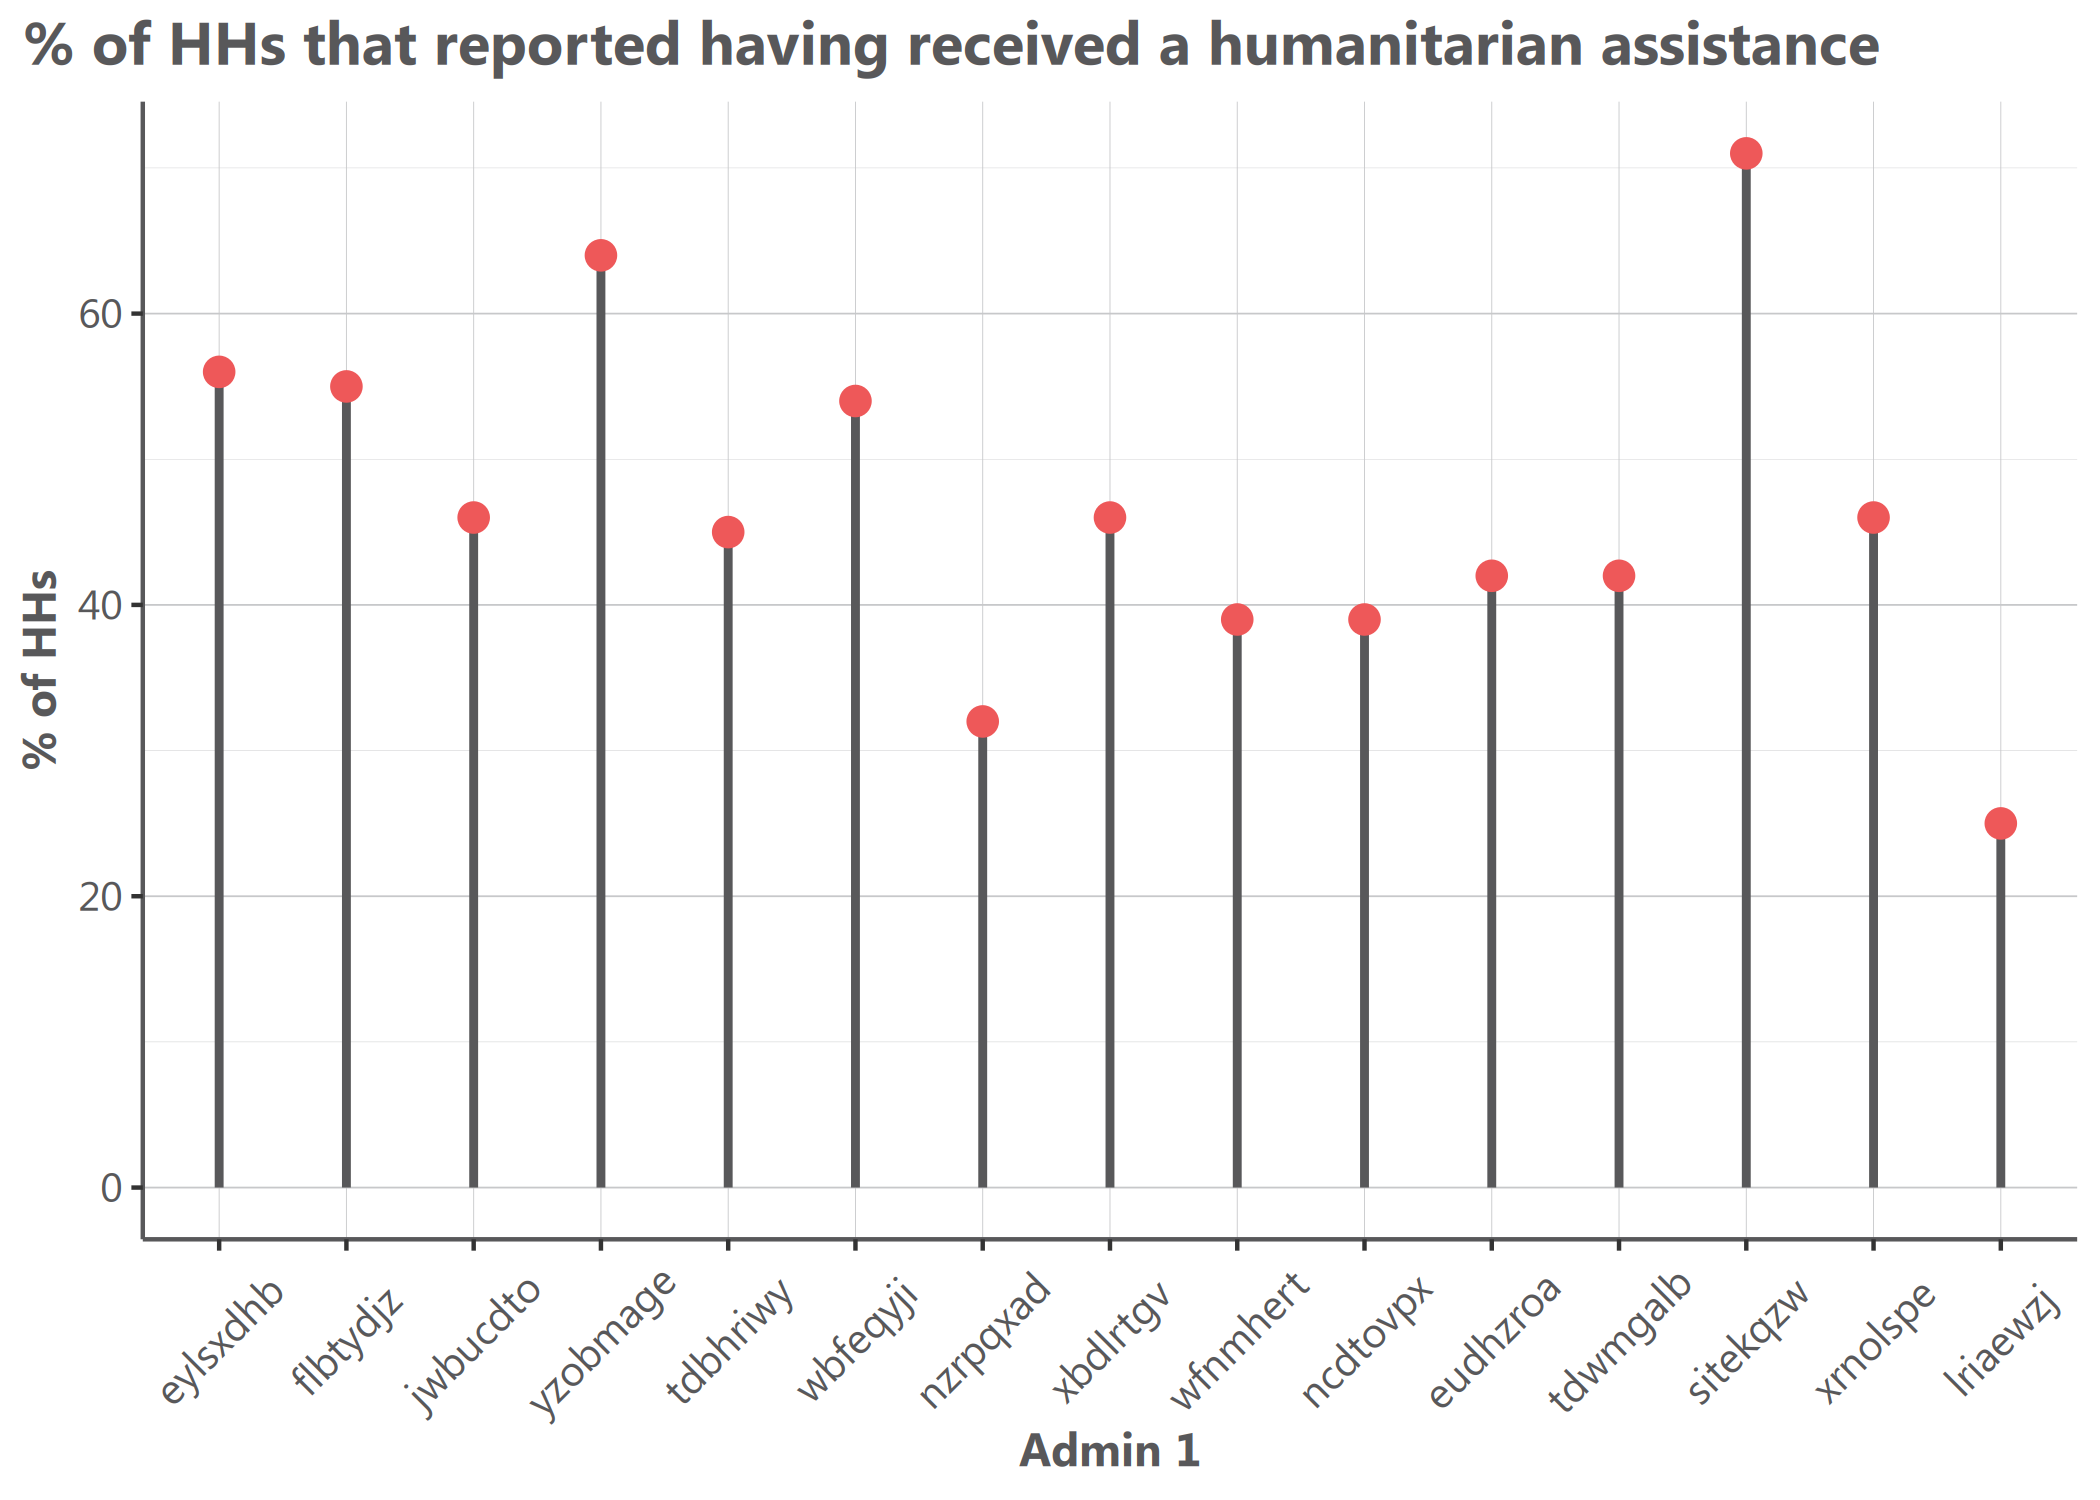 % of HHs that reported having received a humanitarian assistance
% of HHs
60
40
20
0
eylsxdhb
flbtydjz
jwbucdto
yzobmage
tdbhriwy
wbfeqyji
nzrpqxad
xbdlrtgv
wfnmhert
ncdtovpx
eudhzroa
tdwmgalb
sitekqzw
xrnolspe
lriaewzj
Admin 1